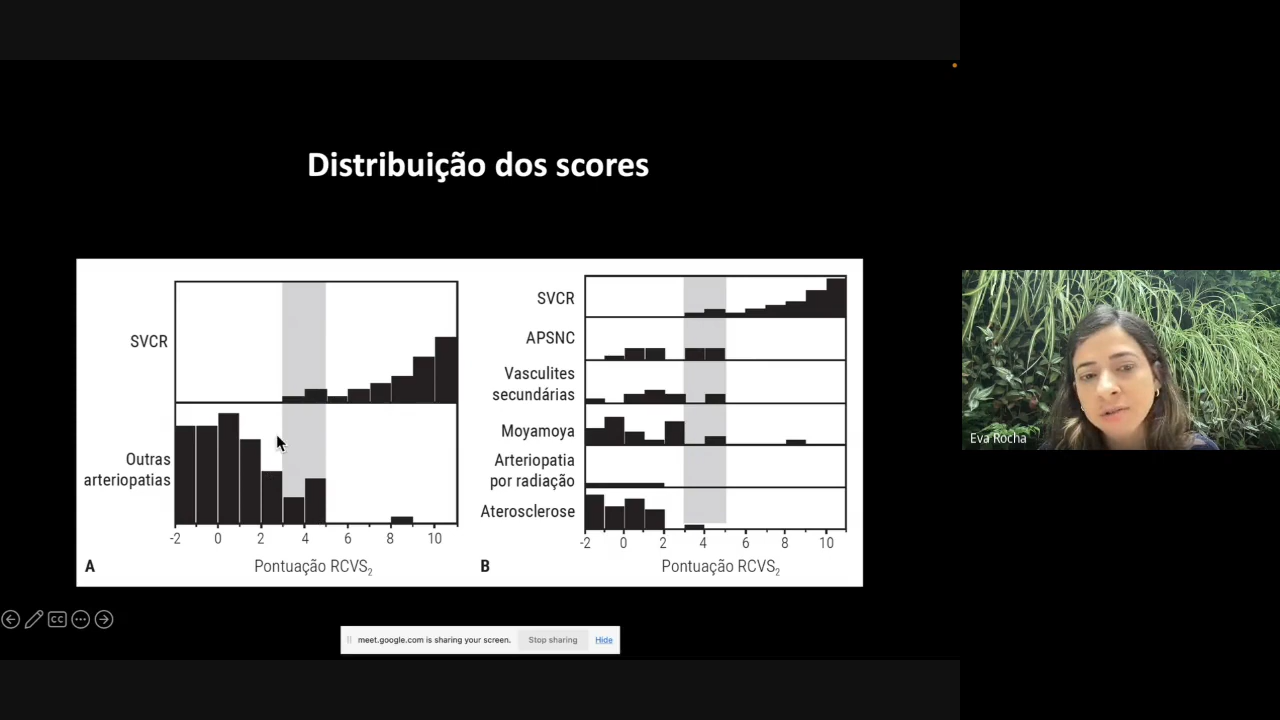 Distribuição dos scores
SVCR
Outras
arteriopatias
-2 0 2 4 6 8 10
A
Pontuação RCVS2
SVCR
APSNC
Vasculites
secundárias
Moyamoya
Arteriopatia
por radiação
Aterosclerose
-2 0 2 4 6 8 10
B
Pontuação RCVS2
Eva Rocha
CC
meet.google.com is sharing your screen. Stop sharing Hide